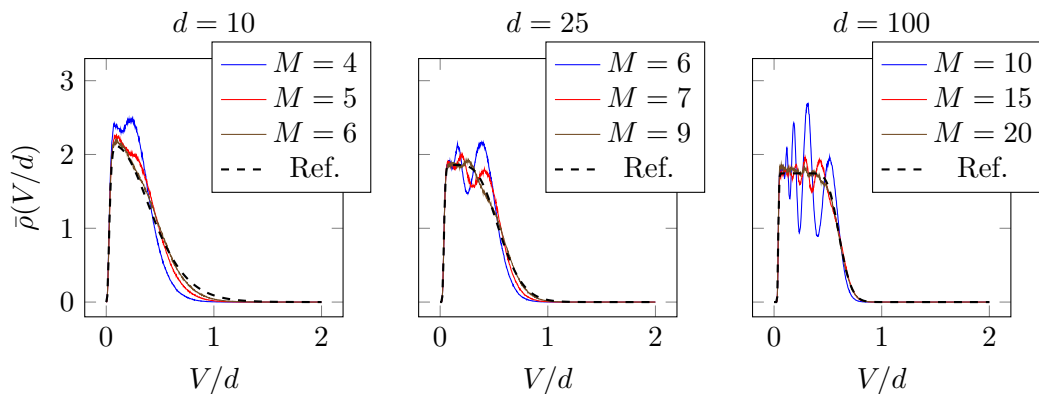 d = 10
d = 25
d = 100
M = 4
M = 5
M = 6
Ref.
M = 6
M = 7
M = 9
Ref.
M = 10
M = 15
M = 20
Ref.
ρ̄(V/d)
3
2
1
0
0 1 2
0 1 2
0 1 2
V/d
V/d
V/d